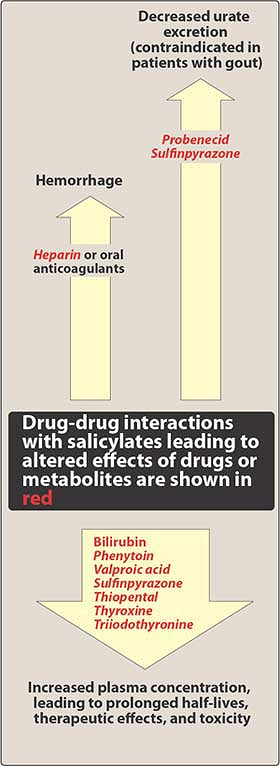 Decreased urate
excretion
(contraindicated in
patients with gout)
Probenecid
Sulfinpyrazone
Hemorrhage
Heparin or oral
anticoagulants
Drug-drug interactions
with salicylates leading to
altered effects of drugs or
metabolites are shown in
red
Bilirubin
Phenytoin
Valproic acid
Sulfinpyrazone
Thiopental
Thyroxine
Triiodothyronine
Increased plasma concentration,
leading to prolonged half-lives,
therapeutic effects, and toxicity